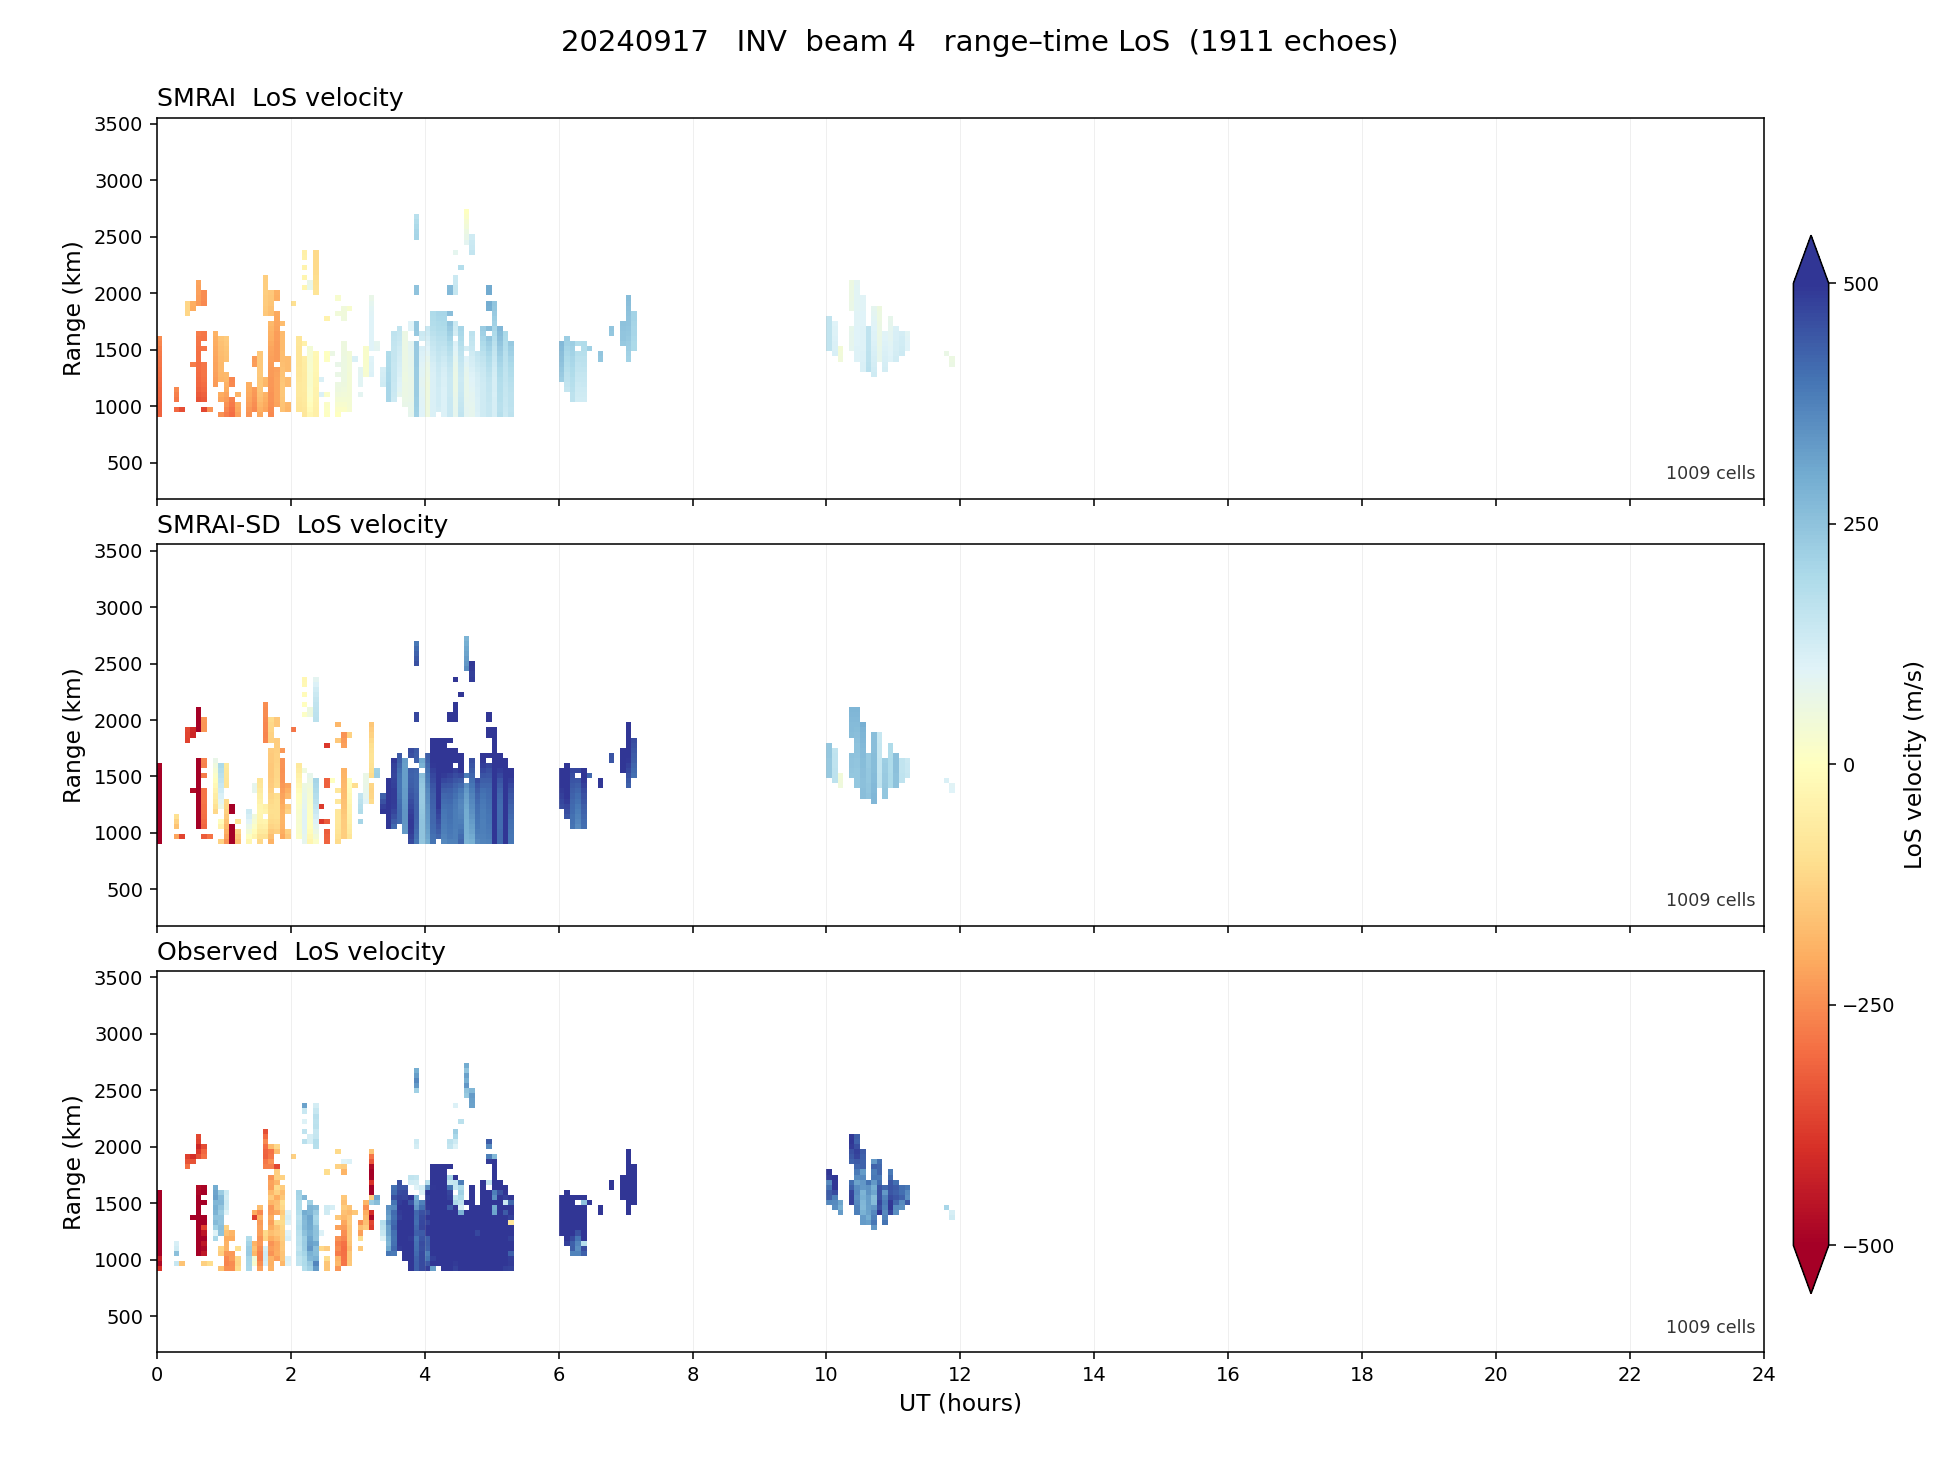 20240917   INV  beam 4   range–time LoS  (1911 echoes)
SMRAI  LoS velocity
3500
3000
2500
2000
1500
1000
500
Range (km)
1009 cells
SMRAI-SD  LoS velocity
3500
3000
2500
2000
1500
1000
500
Range (km)
1009 cells
Observed  LoS velocity
3500
3000
2500
2000
1500
1000
500
Range (km)
1009 cells
0 2 4 6 8 10 12 14 16 18 20 22 24
UT (hours)
500
250
0
−250
−500
LoS velocity (m/s)